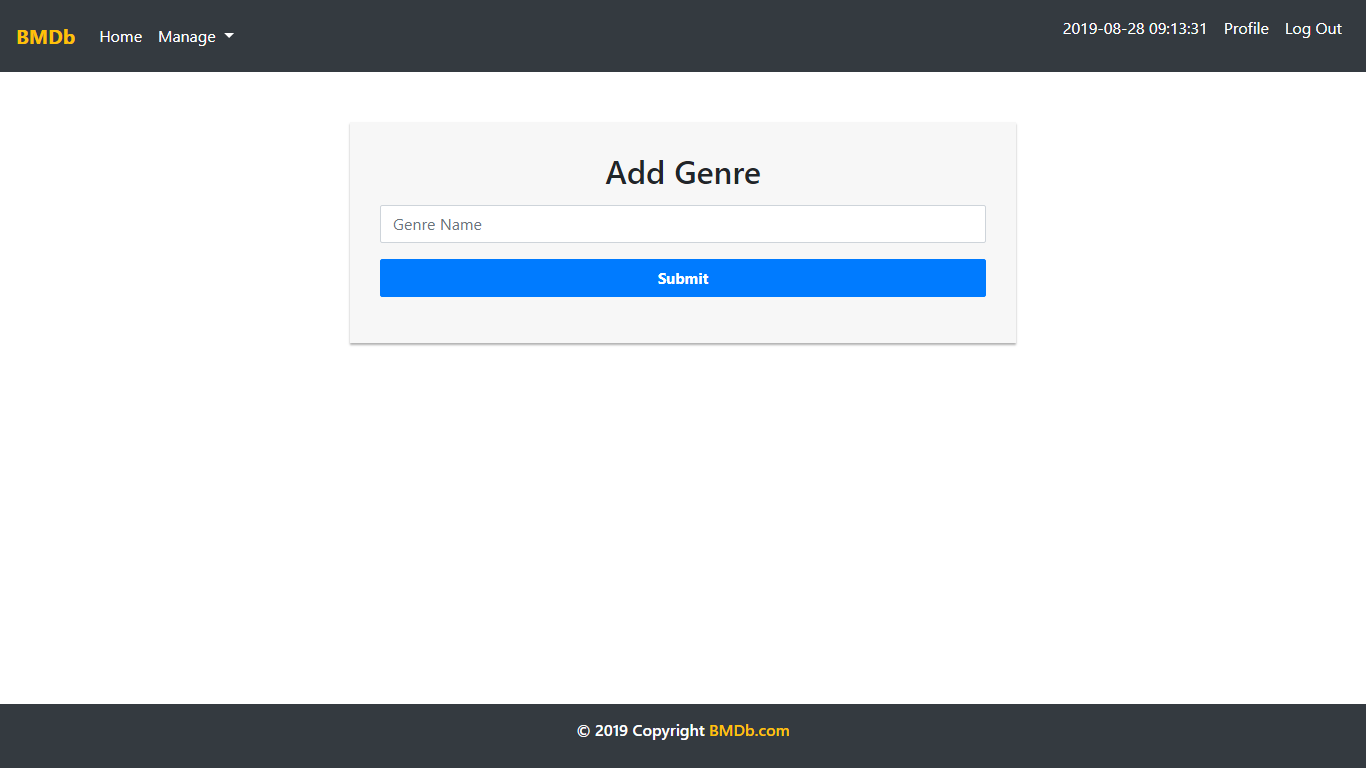 BMDb Home Manage 2019-08-28 09:13:31 Profile Log Out
Add Genre
Genre Name
Submit
© 2019 Copyright BMDb.com